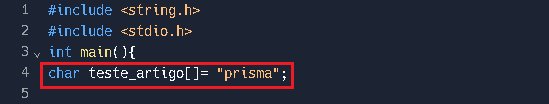 1 #include <string.h>
2 #include <stdio.h>
3 int main(){
4 char teste_artigo[]= "prisma";
5